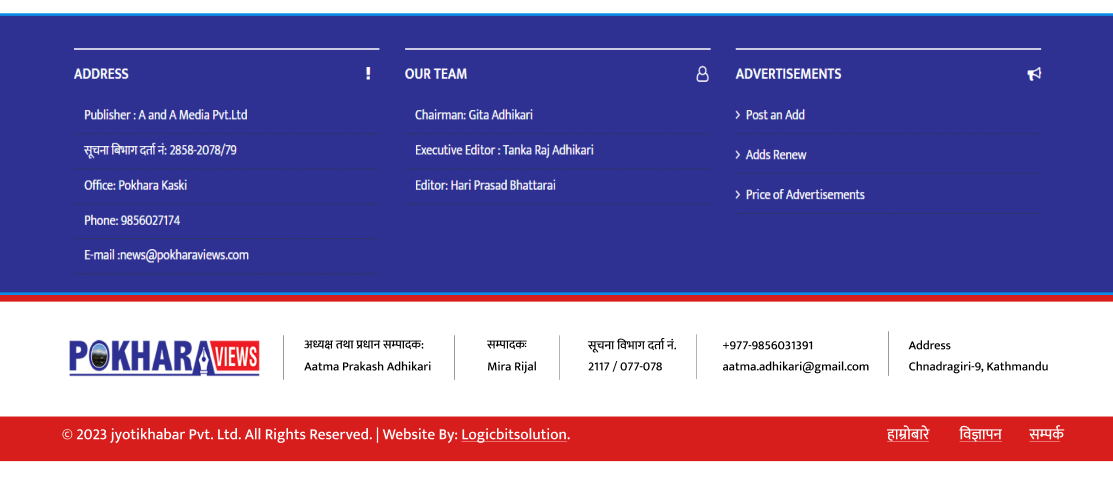 ADDRESS
Publisher : A and A Media Pvt.Ltd
सूचना बिभाग दर्ता नं: 2858-2078/79
Office: Pokhara Kaski
Phone: 9856027174
E-mail :news@pokharaviews.com
OUR TEAM
Chairman: Gita Adhikari
Executive Editor : Tanka Raj Adhikari
Editor: Hari Prasad Bhattarai
ADVERTISEMENTS
Post an Add
Adds Renew
Price of Advertisements
POKHARA VIEWS
अध्यक्ष तथा प्रधान सम्पादक:
Aatma Prakash Adhikari
सम्पादकः
Mira Rijal
सूचना विभाग दर्ता नं.
2117 / 077-078
+977-9856031391
aatma.adhikari@gmail.com
Address
Chnadragiri-9, Kathmandu
© 2023 jyotikhabar Pvt. Ltd. All Rights Reserved. | Website By: Logicbitsolution.
हाम्रोबारे विज्ञापन सम्पर्क